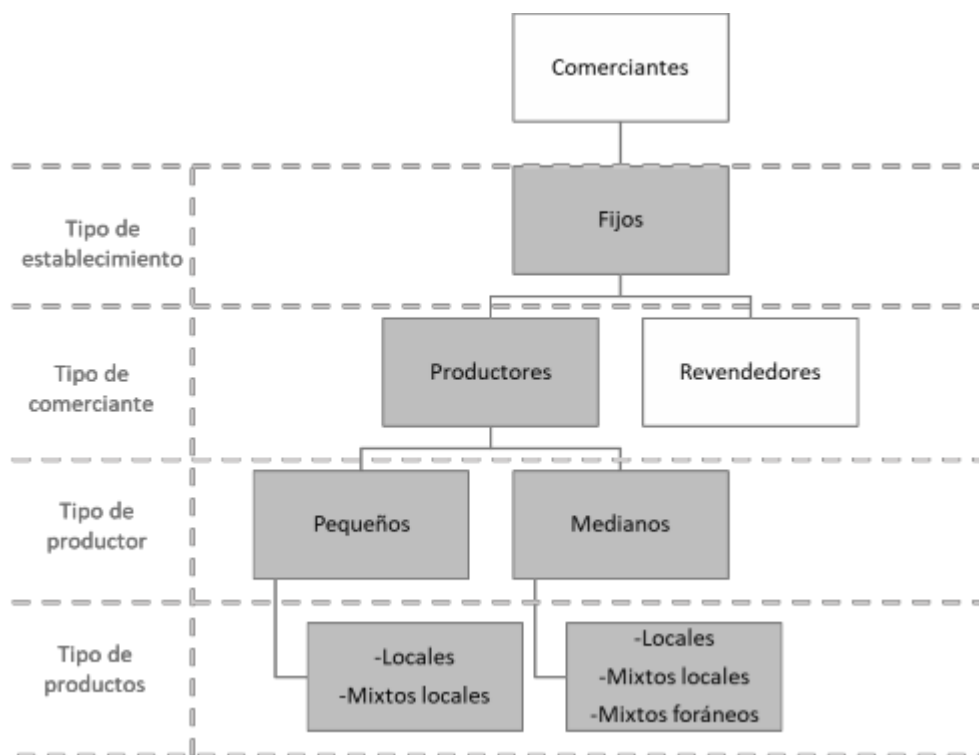 Comerciantes
Tipo de
establecimiento
Fijos
Tipo de
comerciante
Productores
Revendedores
Tipo de
productor
Pequeños
Medianos
Tipo de
productos
-Locales
-Mixtos locales
-Locales
-Mixtos locales
-Mixtos foráneos